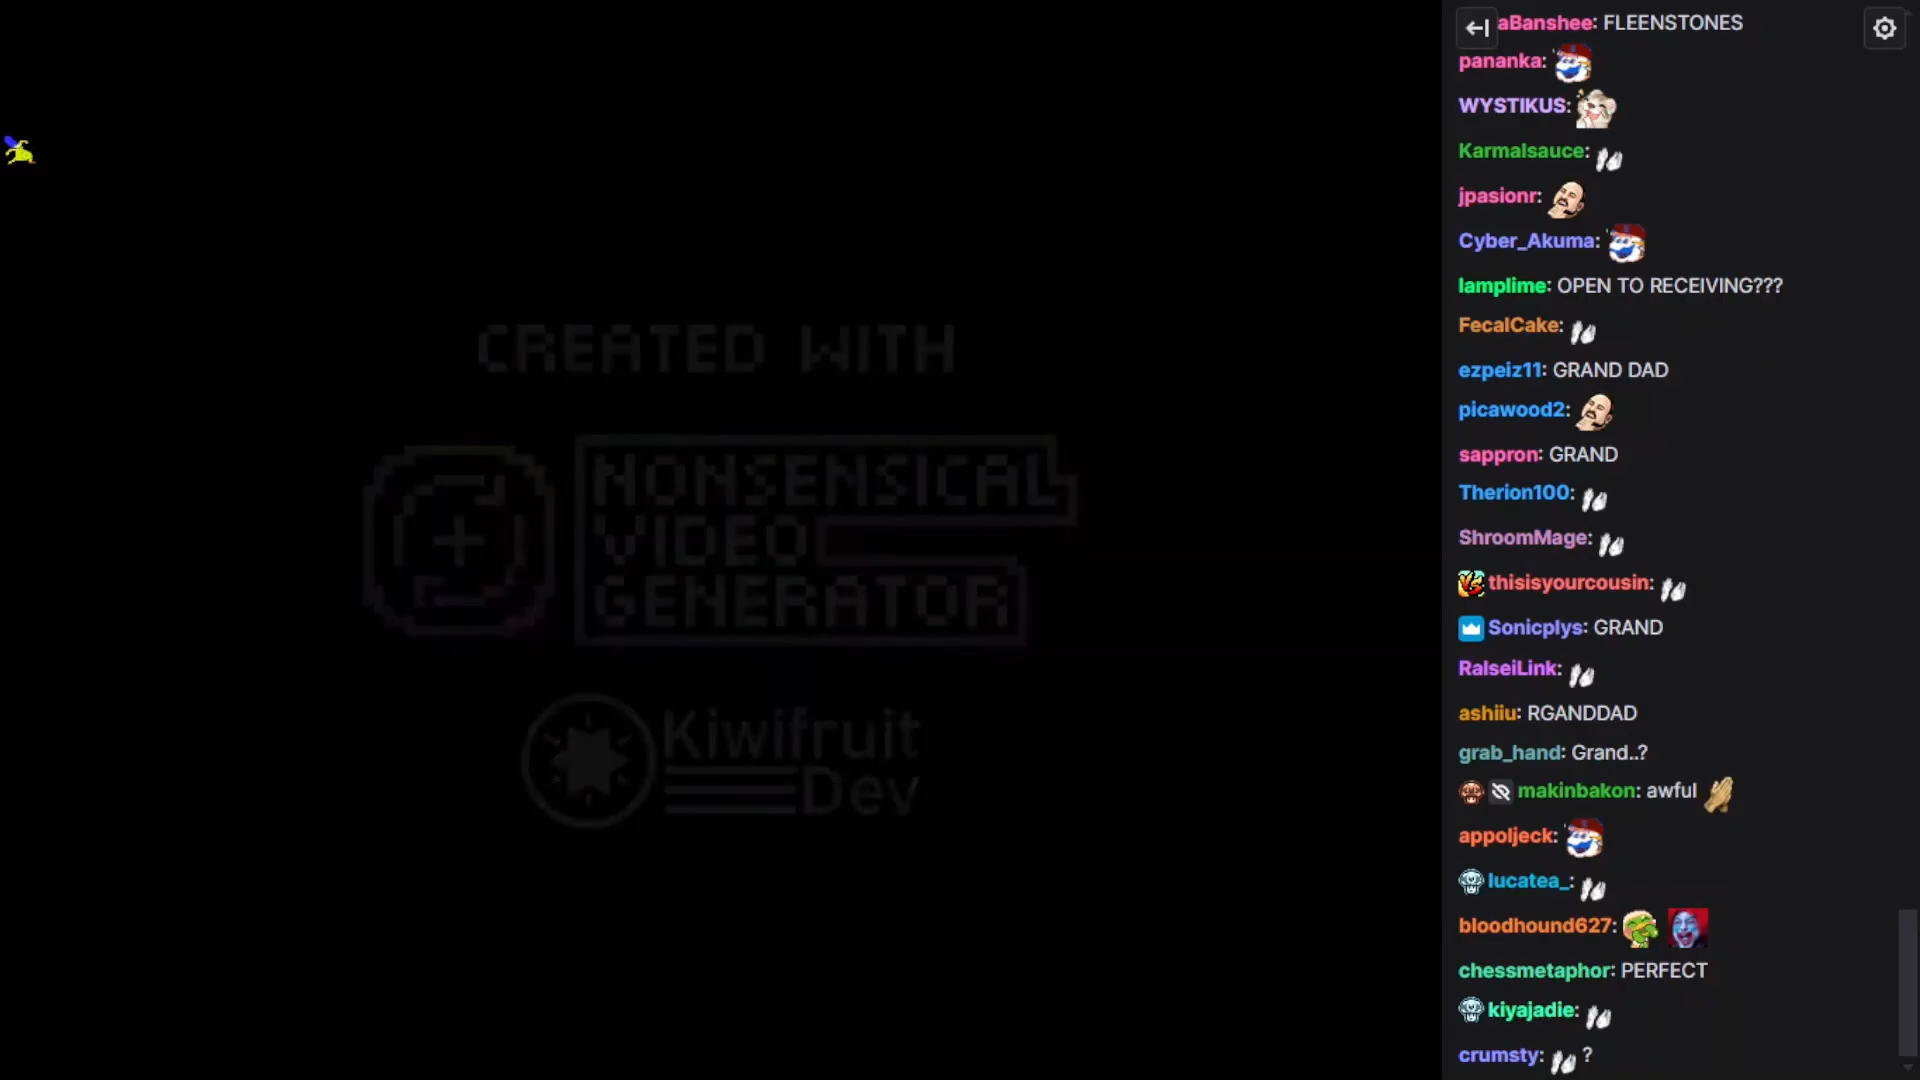 CREATED WITH
NONSENSICAL
VIDEO
GENERATOR
Kiwifruit
Dev
aBanshee: FLEENSTONES
pananka:
WYSTIKUS:
Karmalsauce:
jpasionr:
Cyber_Akuma:
lamplime: OPEN TO RECEIVING???
FecalCake:
ezpeiz11: GRAND DAD
picawood2:
sappron: GRAND
Therion100:
ShroomMage:
thisisyourcousin:
Sonicplys: GRAND
RalseiLink:
ashiiu: RGANDDAD
grab_hand: Grand..?
makinbakon: awful
appoljeck:
lucatea_:
bloodhound627:
chessmetaphor: PERFECT
kiyajadie:
crumsty: ?